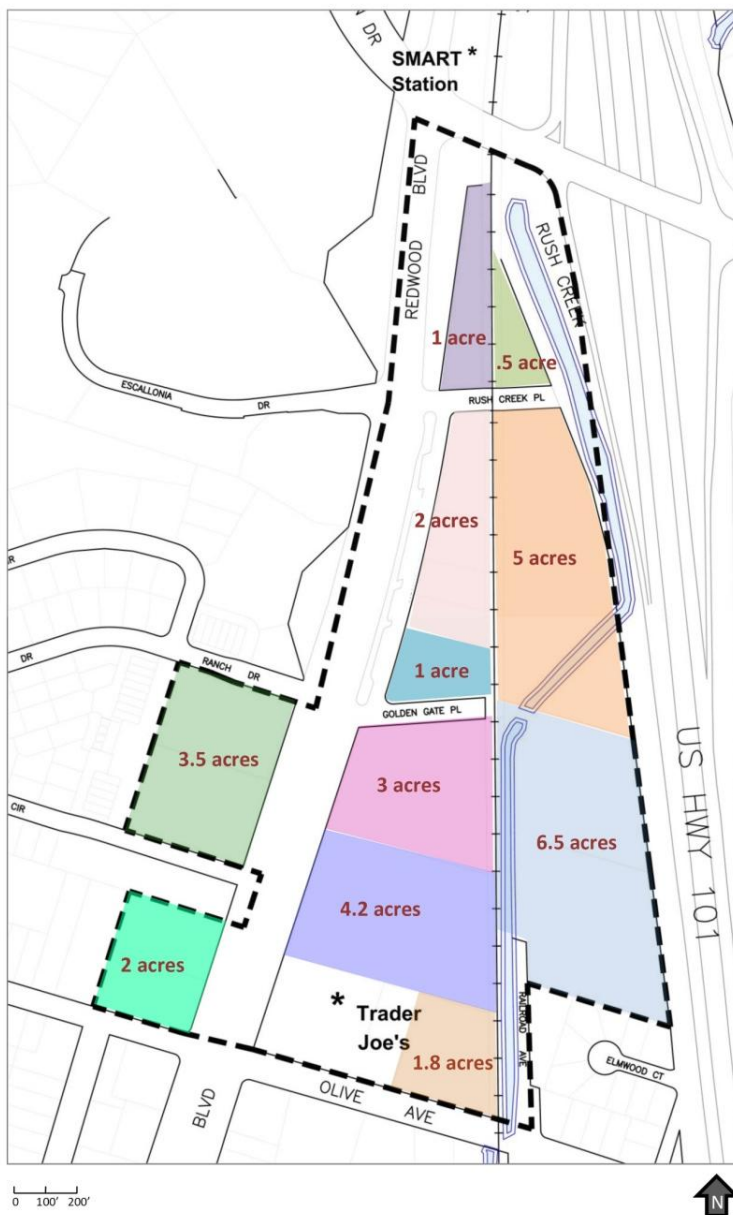 DR
SMART *
Station
BLVD
REDWOOD
RUSH CREEK
1 acre
.5 acre
ESCALLONIA
DR
RUSH CREEK PL
2 acres
5 acres
R
DR
RANCH DR
1 acre
GOLDEN GATE PL
3.5 acres
3 acres
US HWY 101
CIR
6.5 acres
4.2 acres
2 acres
* Trader
Joe's
RAILROAD AVE
1.8 acres
ELMWOOD CT
OLIVE AVE
BLVD
0 100' 200'
N